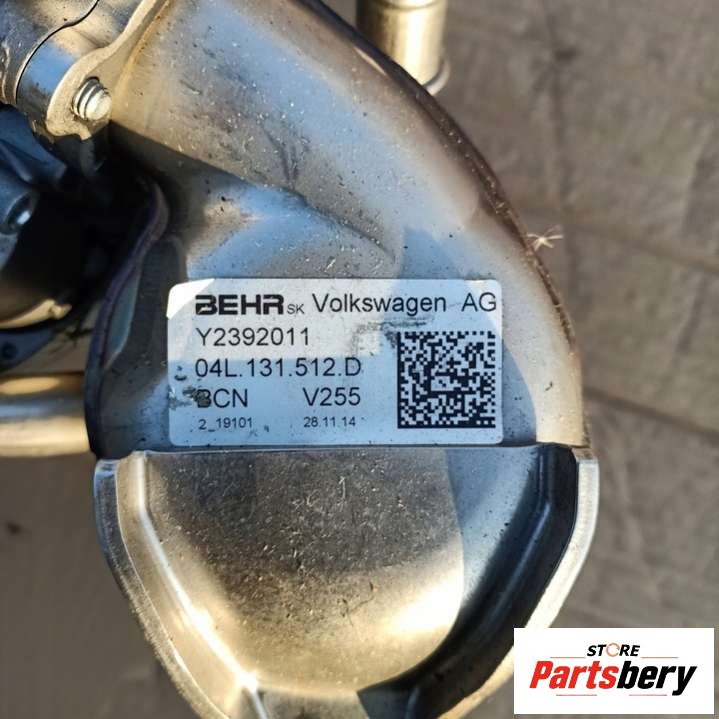 BEHR SK Volkswagen AG
Y2392011
04L.131.512.D
BCN V255
2_19101 28.11.14
STORE
Partsbery